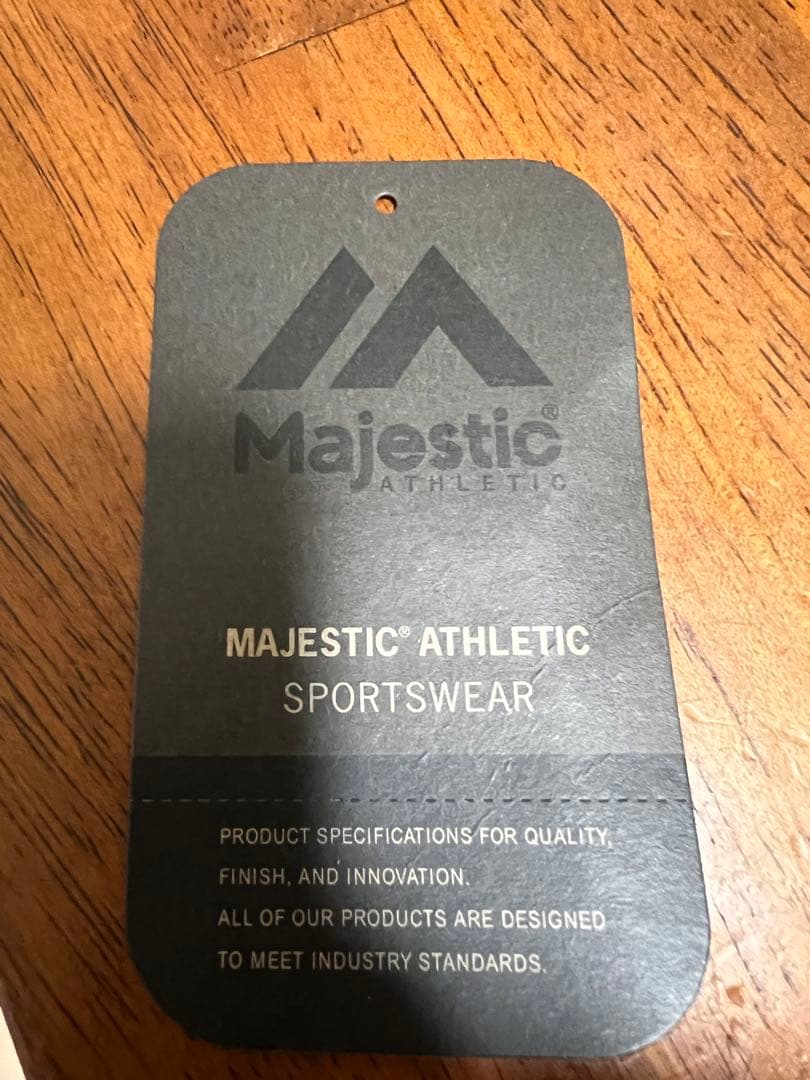 Majestic®
ATHLETIC
MAJESTIC® ATHLETIC
SPORTSWEAR
PRODUCT SPECIFICATIONS FOR QUALITY,
FINISH, AND INNOVATION.
ALL OF OUR PRODUCTS ARE DESIGNED
TO MEET INDUSTRY STANDARDS.